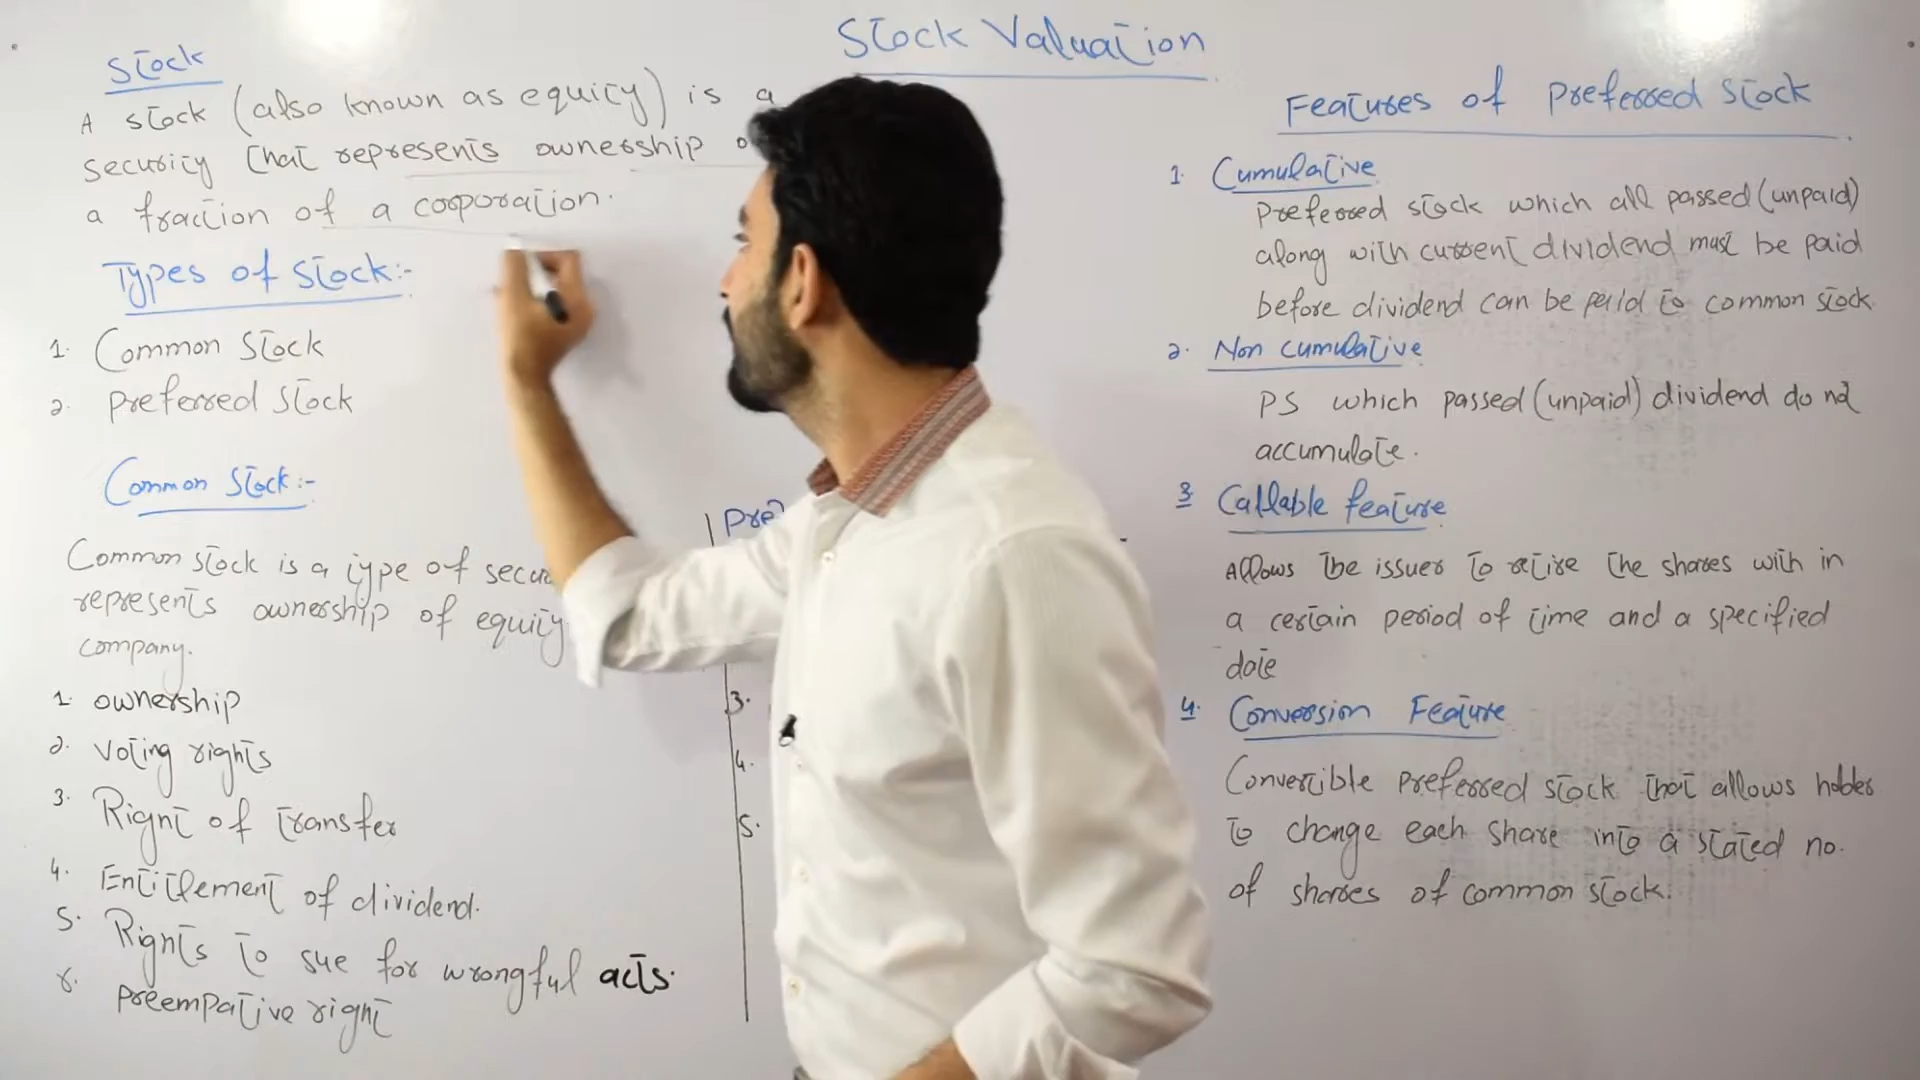 Stock Valuation
Stock
A stock (also known as equity) is a
security that represents ownership
a fraction of a corporation.
Types of Stock:-
1. Common Stock
2. Preferred Stock
Common Stock:-
Common stock is a type of
represents ownership of equity
company.
1. ownership
2. voting rights
3. Right of transfer
4. Entitlement of dividend.
5. Rights to sue for wrongful acts.
6. Preempative right
3.
4.
5.
Features of Preferred Stock
1. Cumulative
Preferred stock which all passed (unpaid)
along with current dividend must be paid
before dividend can be paid to common stock
2. Non cumulative
PS which passed (unpaid) dividend do not
accumulate.
3 Callable feature
Allows the issuer to retire the shares with in
a certain period of time and a specified
date
4. Conversion Feature
Convertible preferred stock that allows holder
to change each share into a stated no.
of shares of common stock.